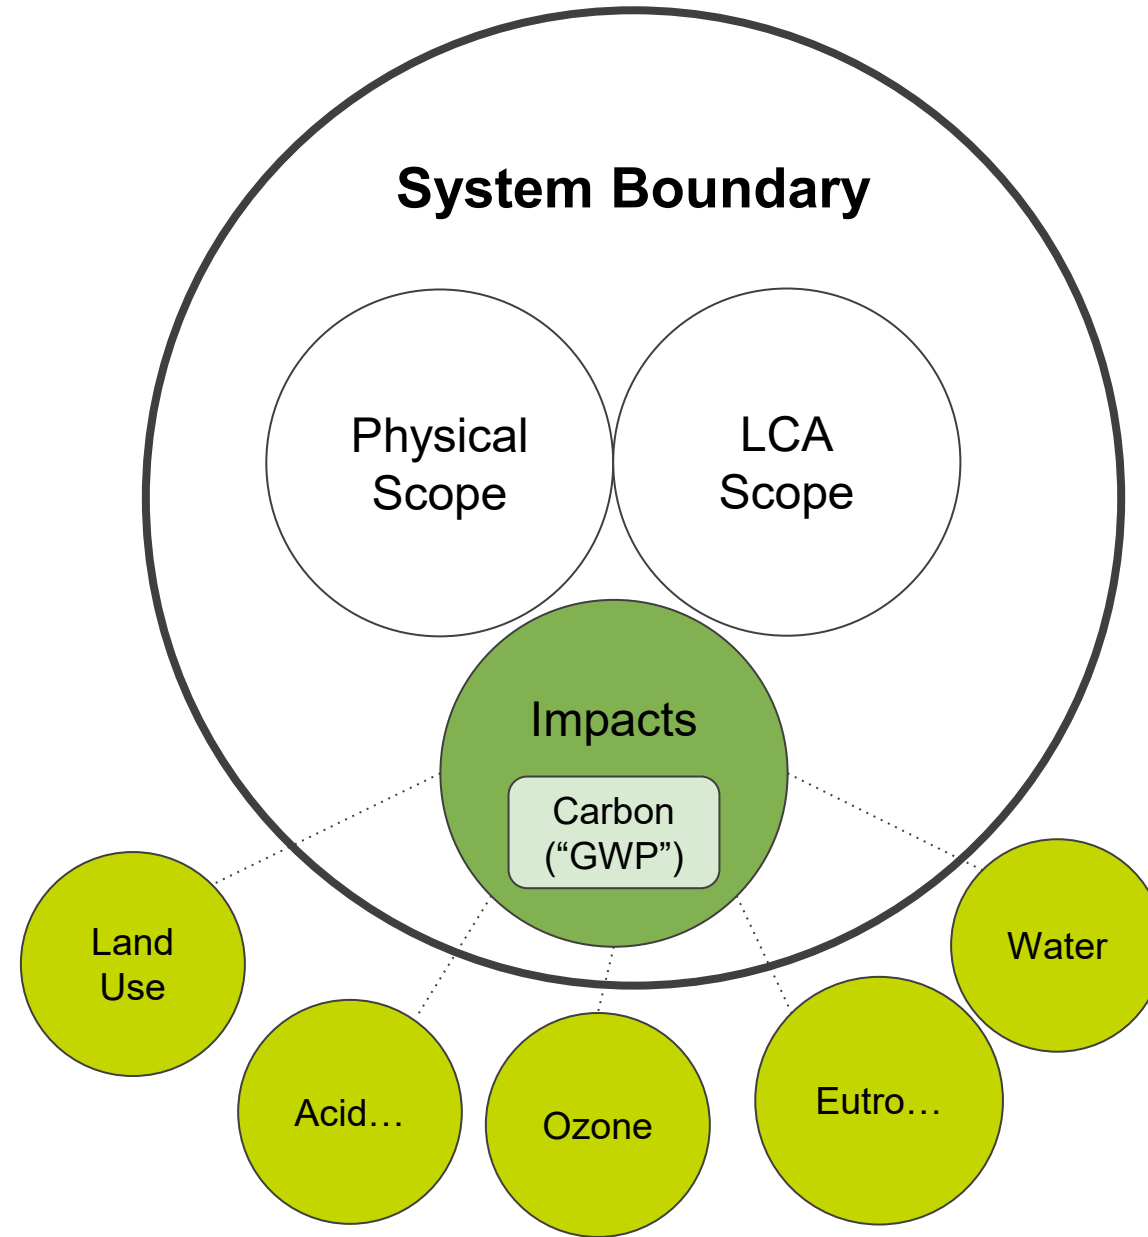 System Boundary
Physical
Scope
LCA
Scope
Impacts
Carbon
(“GWP”)
Land
Use
Acid…
Ozone
Eutro…
Water